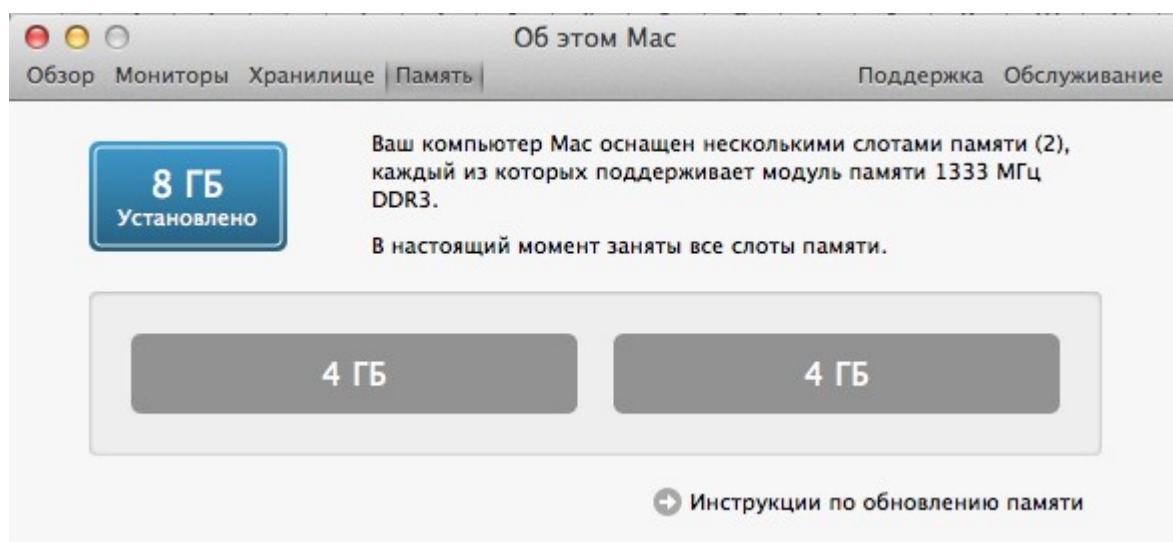 Об этом Mac
Обзор Мониторы Хранилище Память Поддержка Обслуживание
8 ГБ
Установлено
Ваш компьютер Mac оснащен несколькими слотами памяти (2),
каждый из которых поддерживает модуль памяти 1333 МГц
DDR3.
В настоящий момент заняты все слоты памяти.
4 ГБ 4 ГБ
Инструкции по обновлению памяти